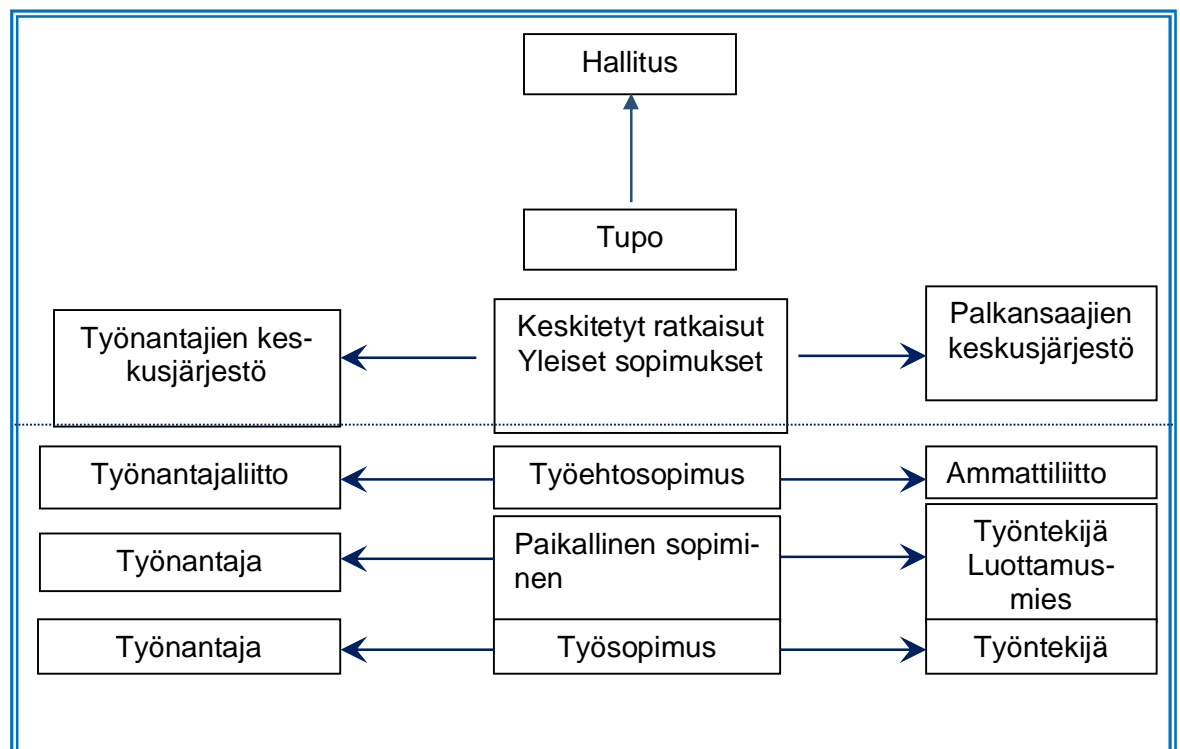 Hallitus
Tupo
Työnantajien kes-
kusjärjestö
Keskitetyt ratkaisut
Yleiset sopimukset
Palkansaajien
keskusjärjestö
Työnantajaliitto
Työehtosopimus
Ammattiliitto
Työnantaja
Paikallinen sopimi-
nen
Työntekijä
Luottamus-
mies
Työnantaja
Työsopimus
Työntekijä